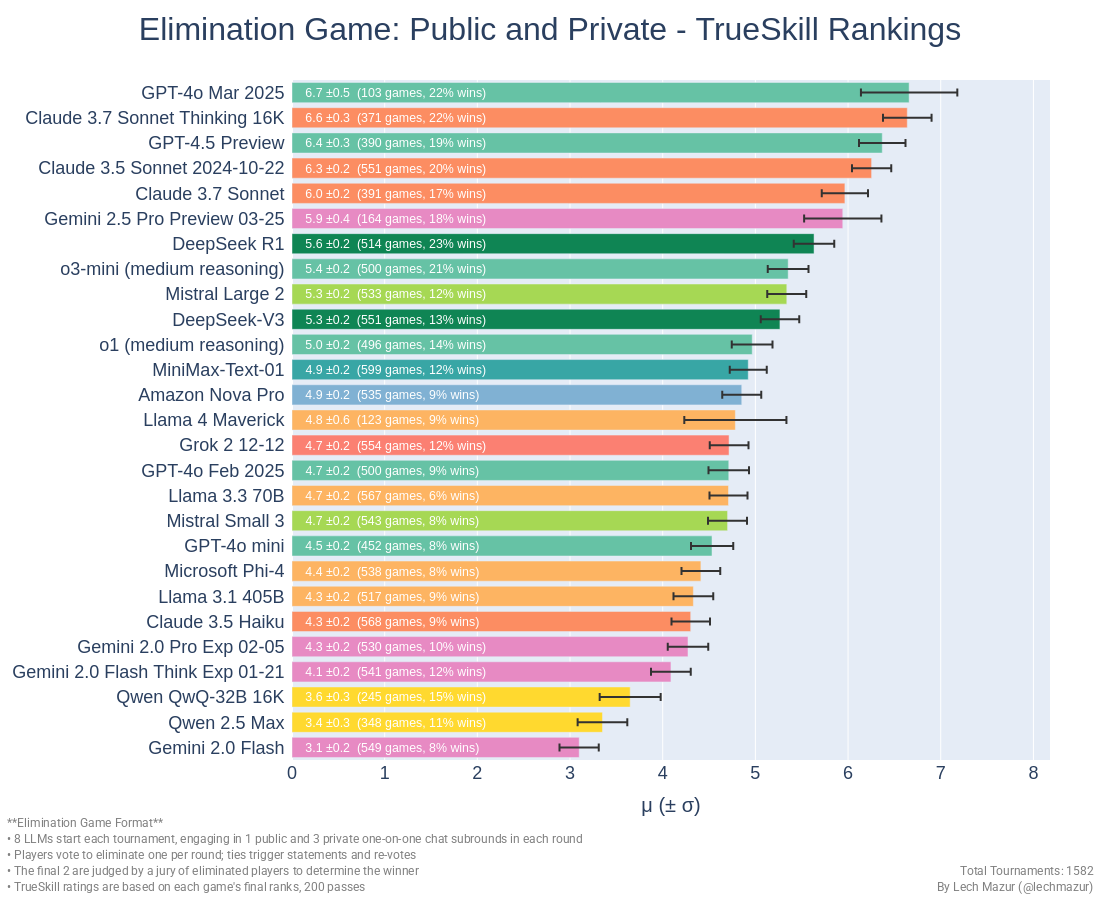 Elimination Game: Public and Private - TrueSkill Rankings
GPT-4o Mar 2025 6.7 ±0.5 (103 games, 22% wins)
Claude 3.7 Sonnet Thinking 16K 6.6 ±0.3 (371 games, 22% wins)
GPT-4.5 Preview 6.4 ±0.3 (390 games, 19% wins)
Claude 3.5 Sonnet 2024-10-22 6.3 ±0.2 (551 games, 20% wins)
Claude 3.7 Sonnet 6.0 ±0.2 (391 games, 17% wins)
Gemini 2.5 Pro Preview 03-25 5.9 ±0.4 (164 games, 18% wins)
DeepSeek R1 5.6 ±0.2 (514 games, 23% wins)
o3-mini (medium reasoning) 5.4 ±0.2 (500 games, 21% wins)
Mistral Large 2 5.3 ±0.2 (533 games, 12% wins)
DeepSeek-V3 5.3 ±0.2 (551 games, 13% wins)
o1 (medium reasoning) 5.0 ±0.2 (496 games, 14% wins)
MiniMax-Text-01 4.9 ±0.2 (599 games, 12% wins)
Amazon Nova Pro 4.9 ±0.2 (535 games, 9% wins)
Llama 4 Maverick 4.8 ±0.6 (123 games, 9% wins)
Grok 2 12-12 4.7 ±0.2 (554 games, 12% wins)
GPT-4o Feb 2025 4.7 ±0.2 (500 games, 9% wins)
Llama 3.3 70B 4.7 ±0.2 (567 games, 6% wins)
Mistral Small 3 4.7 ±0.2 (543 games, 8% wins)
GPT-4o mini 4.5 ±0.2 (452 games, 8% wins)
Microsoft Phi-4 4.4 ±0.2 (538 games, 8% wins)
Llama 3.1 405B 4.3 ±0.2 (517 games, 9% wins)
Claude 3.5 Haiku 4.3 ±0.2 (568 games, 9% wins)
Gemini 2.0 Pro Exp 02-05 4.3 ±0.2 (530 games, 10% wins)
Gemini 2.0 Flash Think Exp 01-21 4.1 ±0.2 (541 games, 12% wins)
Qwen QwQ-32B 16K 3.6 ±0.3 (245 games, 15% wins)
Qwen 2.5 Max 3.4 ±0.3 (348 games, 11% wins)
Gemini 2.0 Flash 3.1 ±0.2 (549 games, 8% wins)
0 1 2 3 4 5 6 7 8
μ (± σ)
**Elimination Game Format**
• 8 LLMs start each tournament, engaging in 1 public and 3 private one-on-one chat subrounds in each round
• Players vote to eliminate one per round; ties trigger statements and re-votes
• The final 2 are judged by a jury of eliminated players to determine the winner
• TrueSkill ratings are based on each game's final ranks, 200 passes
Total Tournaments: 1582
By Lech Mazur (@lechmazur)